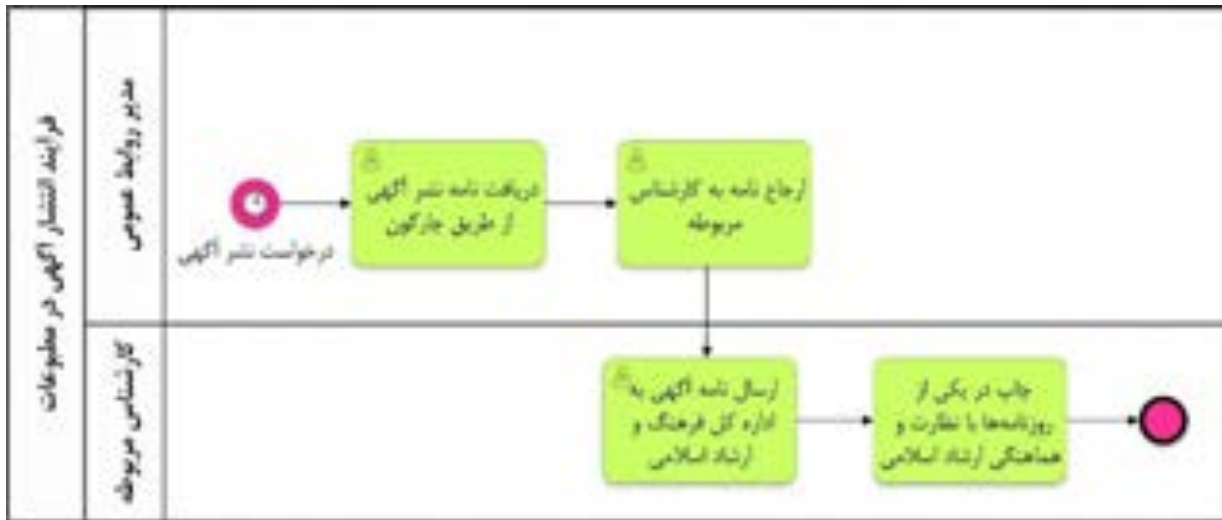 فرایند انتشار آگهی در مطبوعات
مدیر روابط عمومی
درخواست نشر آگهی
دریافت نامه نشر آگهی
از طریق چارگون
ارجاع نامه به کارشناس
مربوطه
کارشناس مربوطه
ارسال نامه آگهی به
اداره کل فرهنگ و
ارشاد اسلامی
چاپ در یکی از
روزنامه‌ها با نظارت و
هماهنگی ارشاد اسلامی